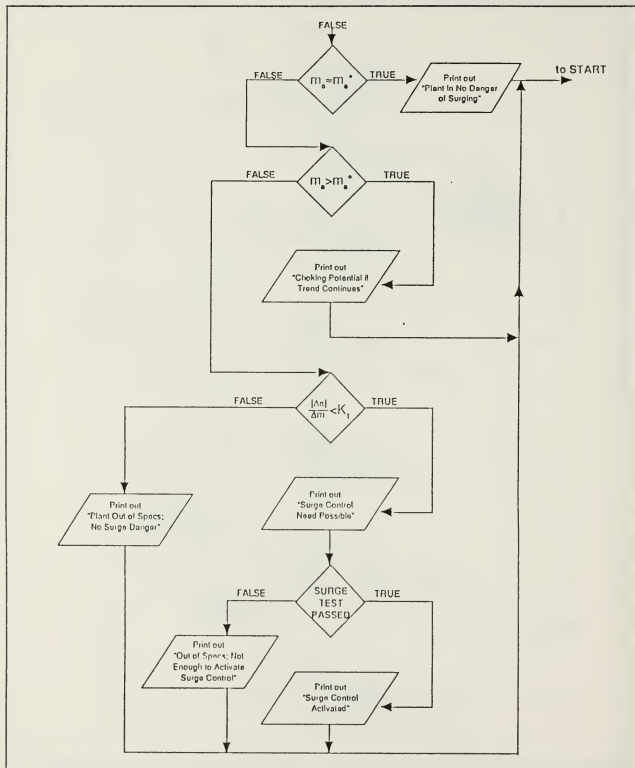 FALSE
FALSE
mₐ=mₐ*
TRUE
Print out
"Plant In No Danger
of Surging"
to START
FALSE
mₐ>mₐ*
TRUE
Print out
"Choking Potential if
Trend Continues"
FALSE
|Δπ|/Δm <Kₜ
TRUE
Print out
"Plant Out of Specs;
No Surge Danger"
Print out
"Surge Control
Need Possible"
FALSE
SURGE
TEST
PASSED
TRUE
Print out
"Out of Specs; Not
Enough to Activate
Surge Control"
Print out
"Surge Control
Activated"